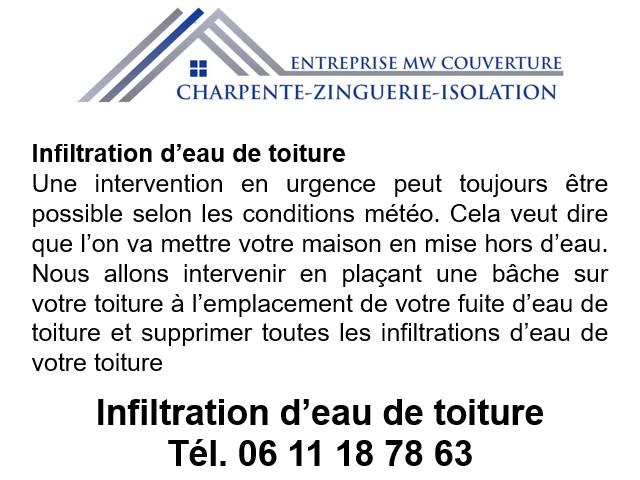 ENTREPRISE MW COUVERTURE
CHARPENTE-ZINGUERIE-ISOLATION
Infiltration d’eau de toiture
Une intervention en urgence peut toujours être
possible selon les conditions météo. Cela veut dire
que l’on va mettre votre maison en mise hors d’eau.
Nous allons intervenir en plaçant une bâche sur
votre toiture à l’emplacement de votre fuite d’eau de
toiture et supprimer toutes les infiltrations d’eau de
votre toiture
Infiltration d’eau de toiture
Tél. 06 11 18 78 63